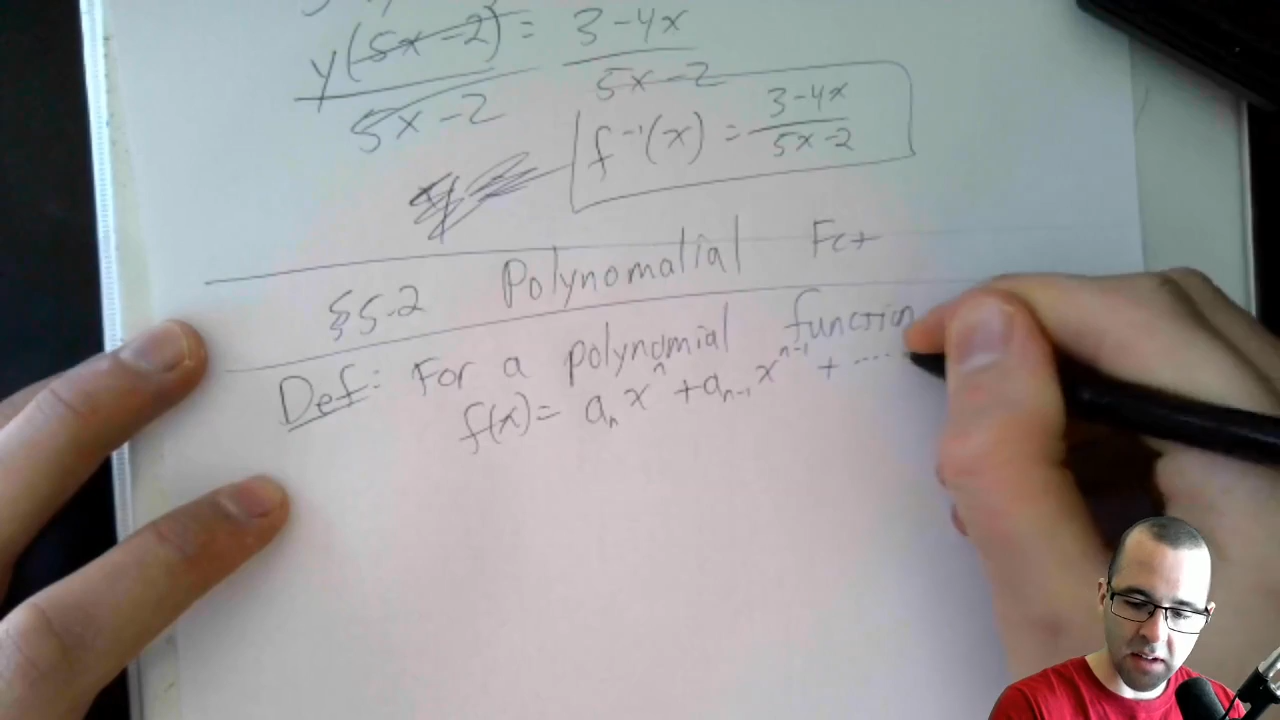 y(5x-2) = 3-4x
5x-2 5x-2
f⁻¹(x) = 3-4x / 5x-2
§5.2 Polynomatial Fct
Def: For a polynomial function
f(x) = aₙxⁿ + aₙ₋₁xⁿ⁻¹ + ....